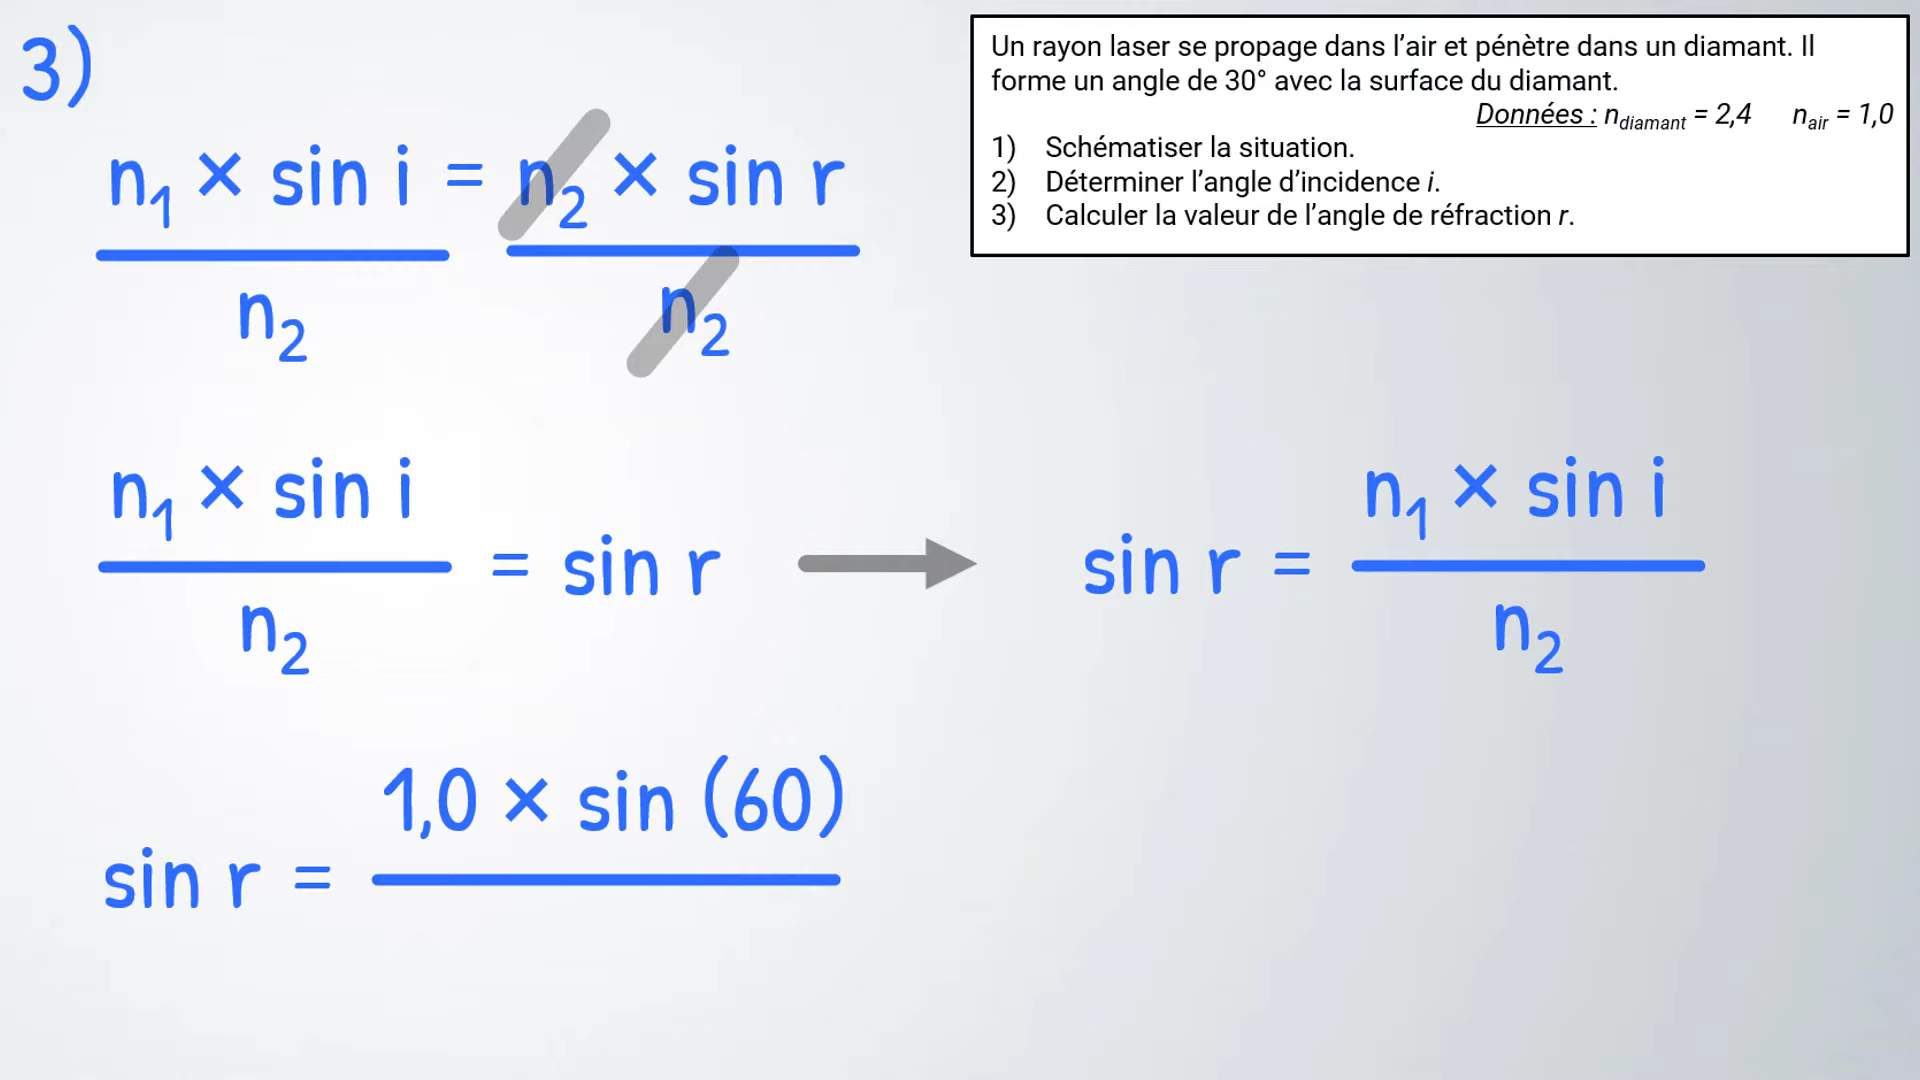 3)
Un rayon laser se propage dans l’air et pénètre dans un diamant. Il
forme un angle de 30° avec la surface du diamant.
Données : n_diamant = 2,4 n_air = 1,0
1) Schématiser la situation.
2) Déterminer l’angle d’incidence i.
3) Calculer la valeur de l’angle de réfraction r.
n₁ × sin i = n₂ × sin r
n₂ n₂
n₁ × sin i
= sin r
n₂
n₁ × sin i
sin r =
n₂
1,0 × sin (60)
sin r =